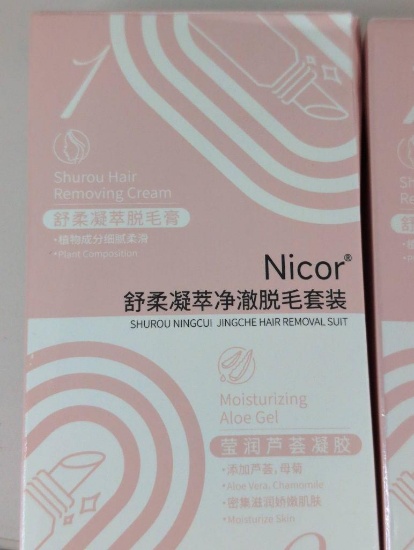 1
Shurou Hair
Removing Cream
舒柔凝萃脱毛膏
·植物成分细腻柔滑
·Plant Composition
Nicor®
舒柔凝萃净澈脱毛套装
SHUROU NINGCUI JINGCHE HAIR REMOVAL SUIT
Moisturizing
Aloe Gel
莹润芦荟凝胶
·添加芦荟,母菊
·Aloe Vera, Chamomile
·密集滋润娇嫩肌肤
·Moisturize Skin